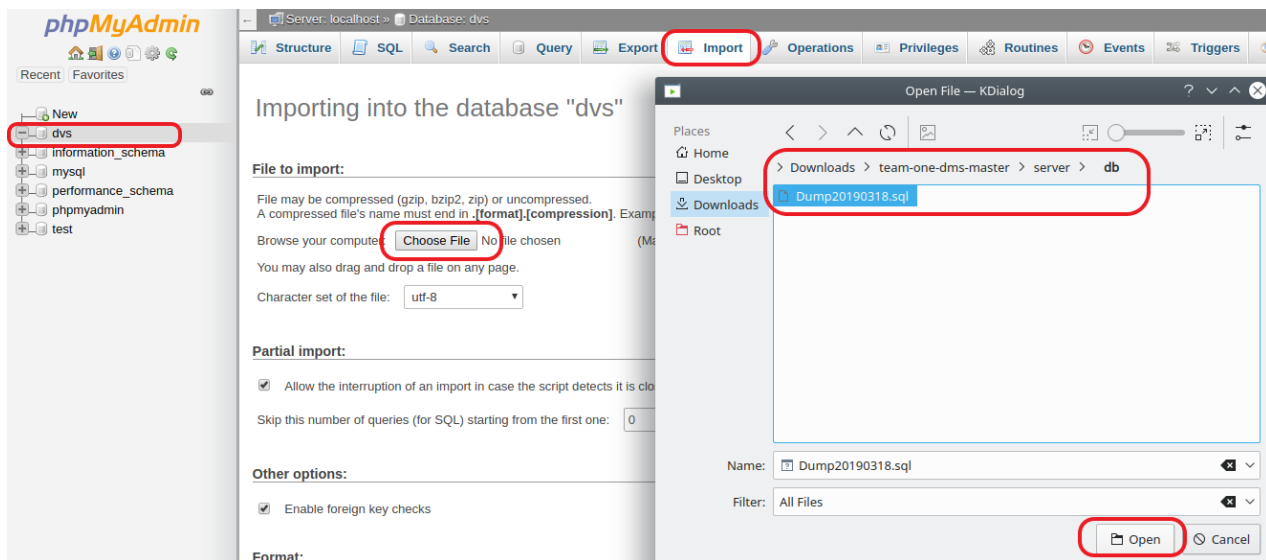 phpMyAdmin
Recent Favorites
New
dvs
information_schema
mysql
performance_schema
phpmyadmin
test
Server: localhost » Database: dvs
Structure SQL Search Query Export Import Operations Privileges Routines Events Triggers
Importing into the database "dvs"
File to import:
File may be compressed (gzip, bzip2, zip) or uncompressed.
A compressed file's name must end in .[format].[compression]. Examp
Browse your computer: Choose File No file chosen (Ma
You may also drag and drop a file on any page.
Character set of the file: utf-8
Partial import:
Allow the interruption of an import in case the script detects it is clo
Skip this number of queries (for SQL) starting from the first one: 0
Other options:
Enable foreign key checks
Format:
Open File — KDialog
Places
Home
Desktop
Downloads
Root
> Downloads > team-one-dms-master > server > db
Dump20190318.sql
Name: Dump20190318.sql
Filter: All Files
Open Cancel